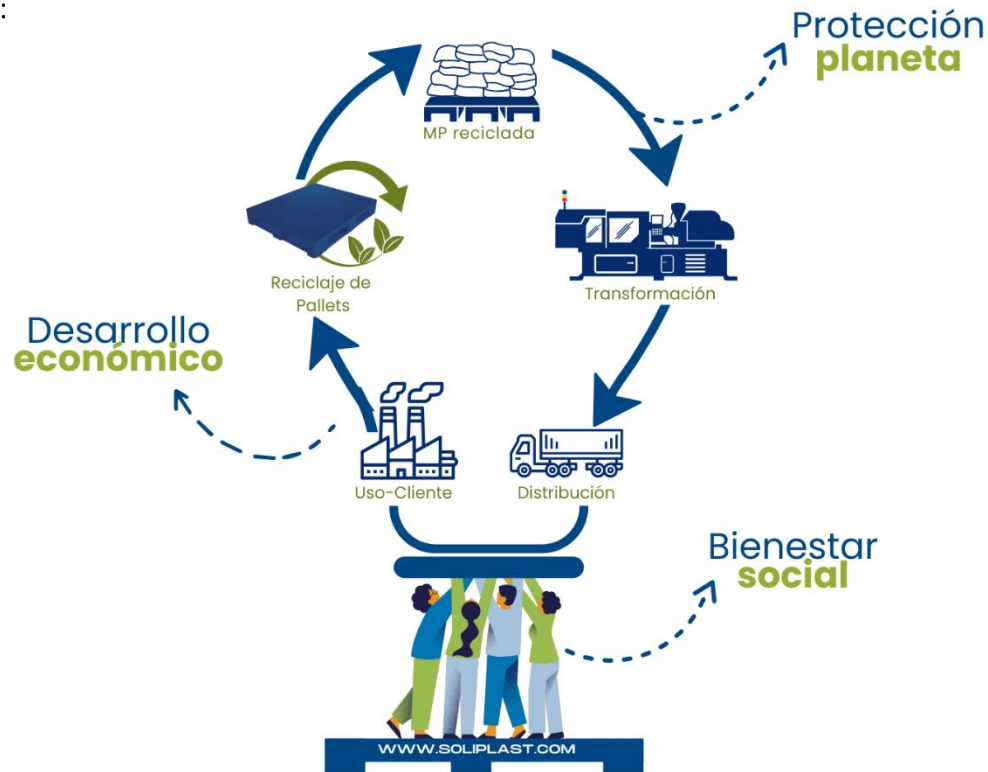 :
Protección
planeta
MP reciclada
Reciclaje de
Pallets
Transformación
Desarrollo
económico
Uso-Cliente
Distribución
Bienestar
social
WWW.SOLIPLAST.COM